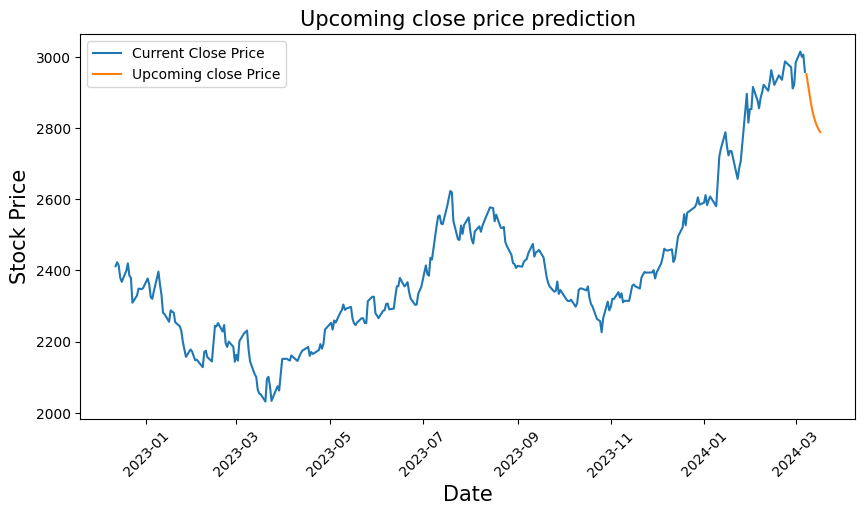 Upcoming close price prediction
Current Close Price
Upcoming close Price
Stock Price
3000
2800
2600
2400
2200
2000
2023-01
2023-03
2023-05
2023-07
2023-09
2023-11
2024-01
2024-03
Date